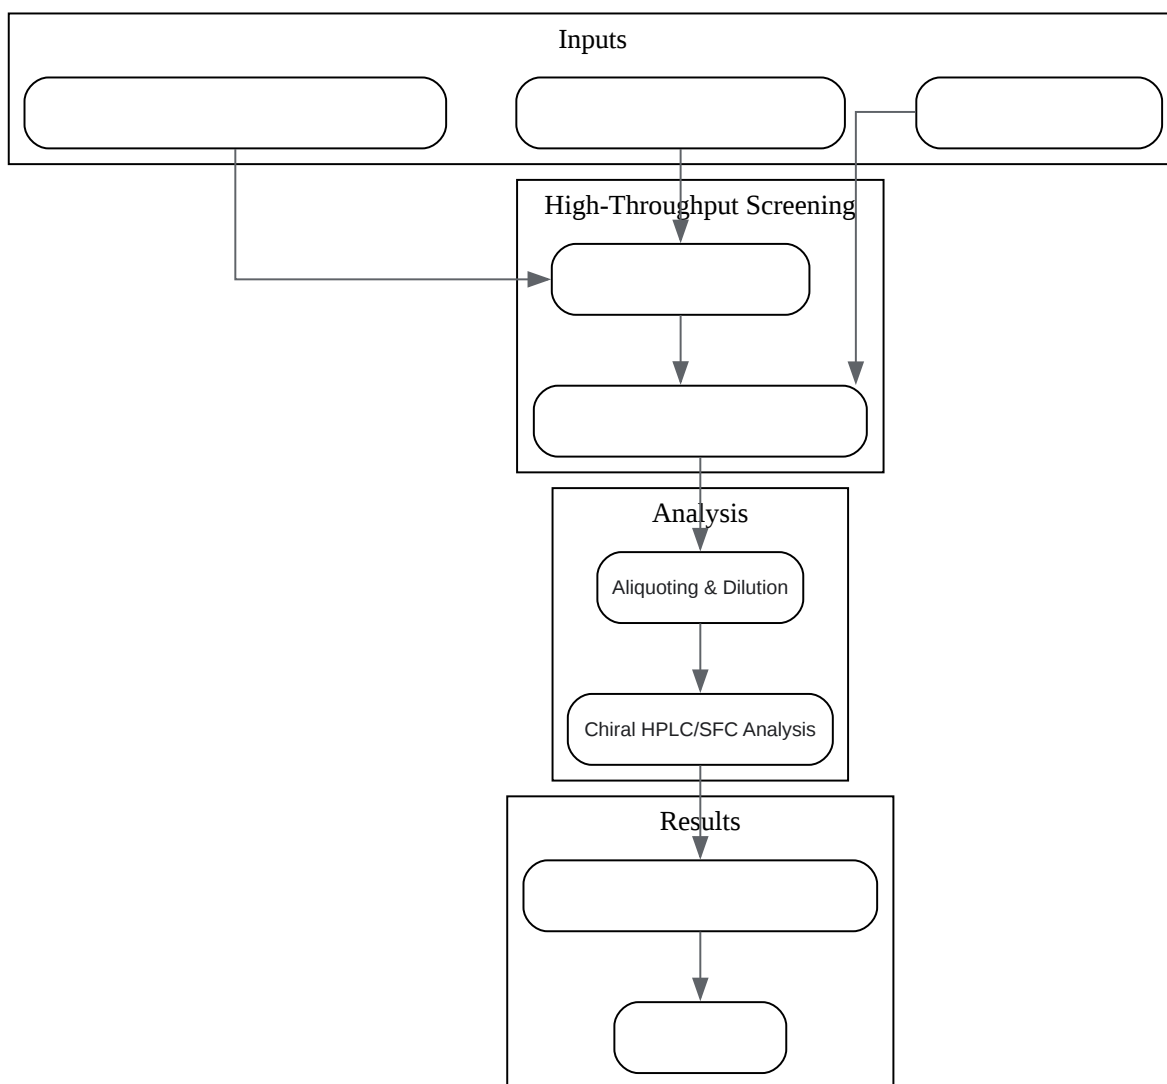 Inputs
High-Throughput Screening
Analysis
Aliquoting & Dilution
Chiral HPLC/SFC Analysis
Results